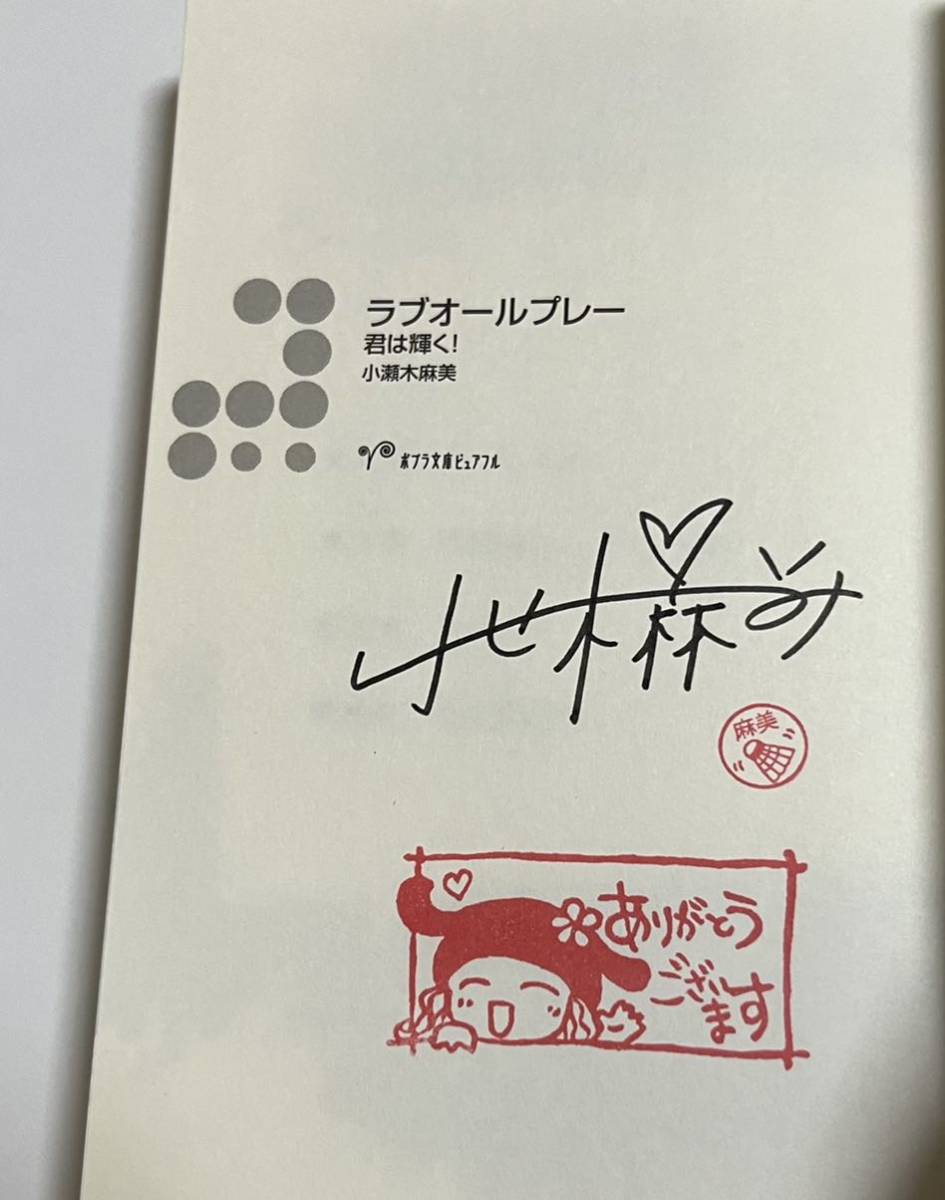 ラブオールプレー
君は輝く!
小瀬木麻美
ポプラ文庫ピュアフル
小せ木麻み
麻美
ありがとう
ござい
ます